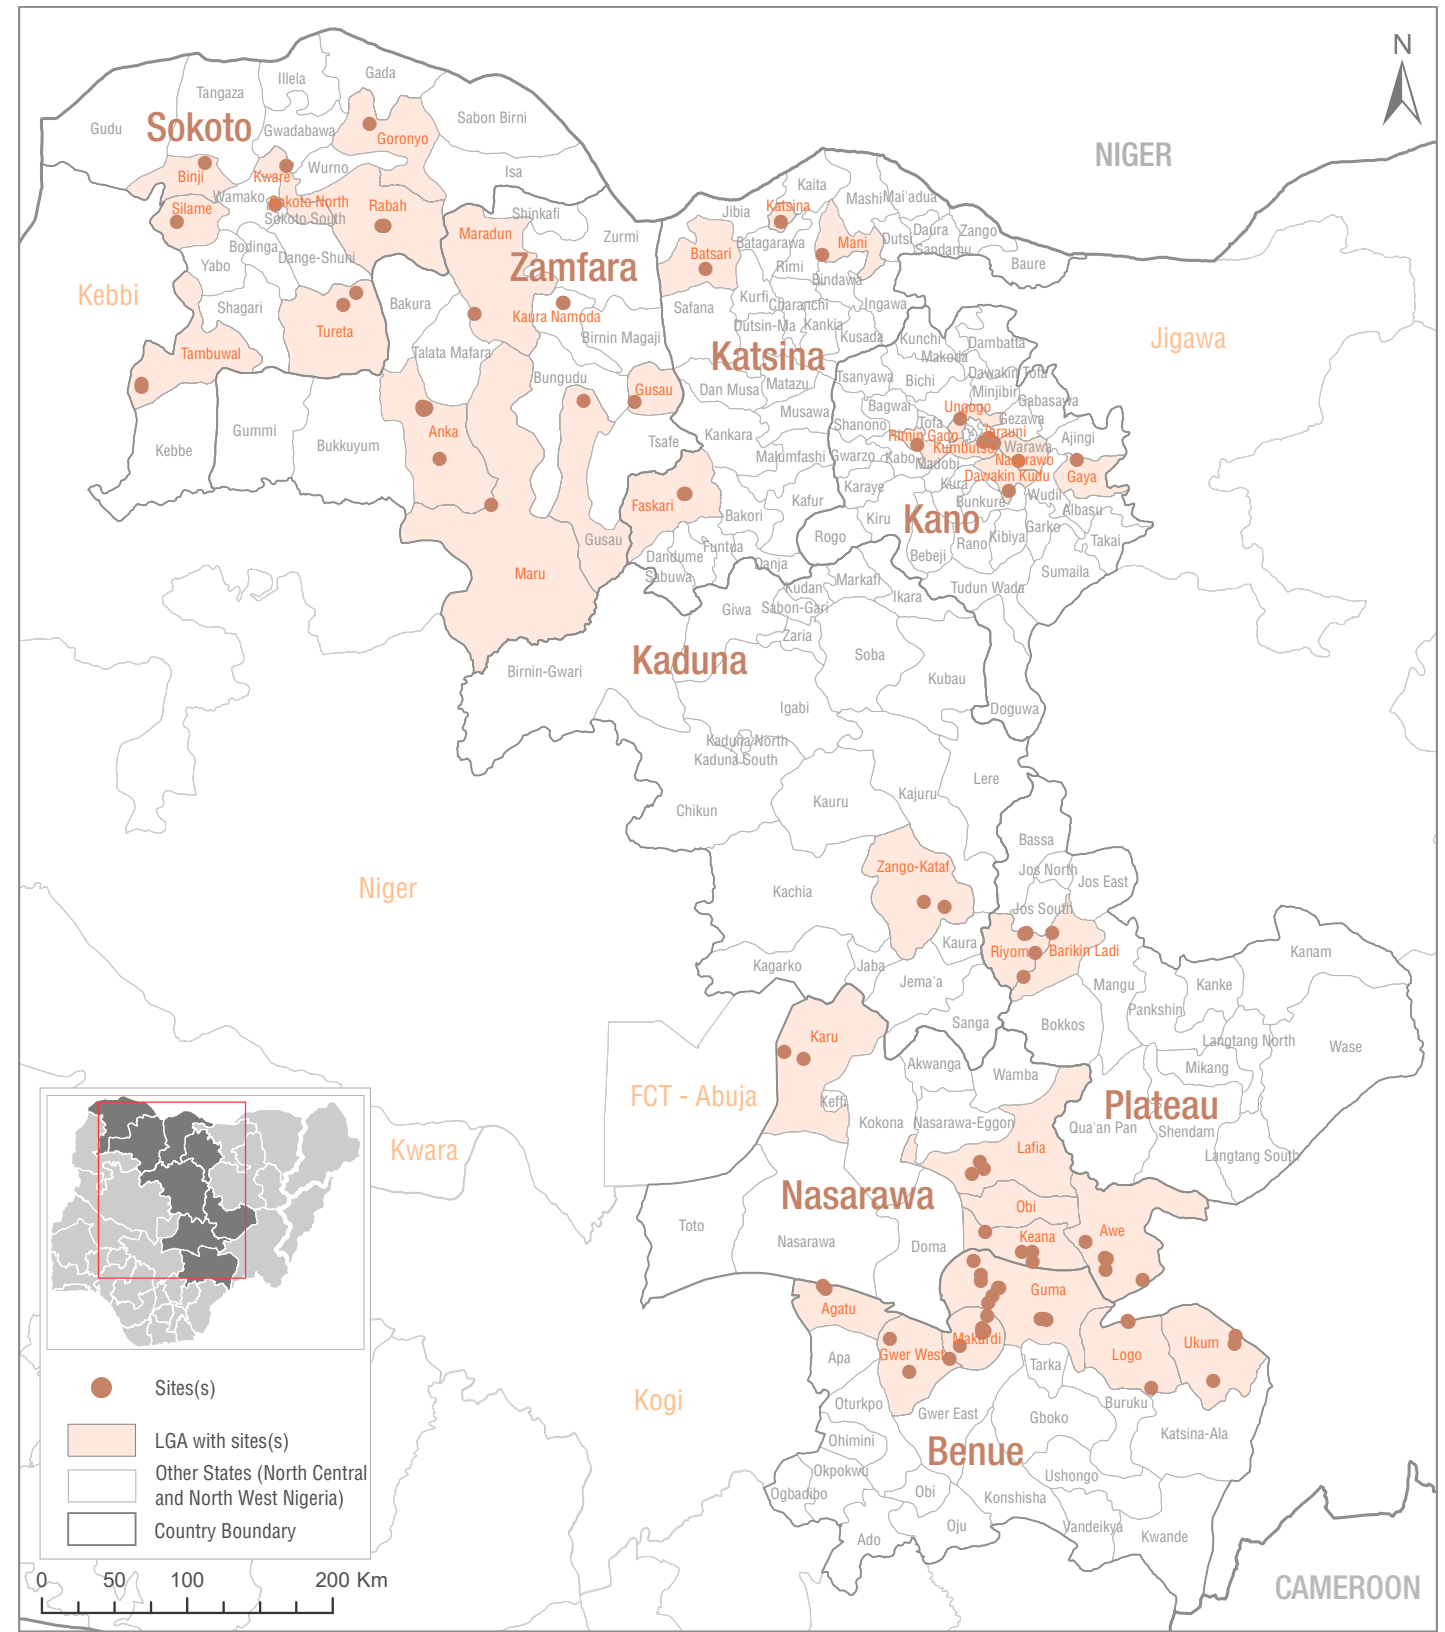 N
Gada
Illela
Tangaza
Sabon Birni
Gudu
Sokoto
Gwadabawa
Goronyo
NIGER
Wurno
Isa
Binji
Kware
Kaita
Mashi
Mai'adua
Wamako
Sokoto North
Rabah
Silame
Sokoto South
Shinkafi
Jibia
Katsina
Daura
Zango
Maradun
Zurmi
Batagarawa
Mani
Dutsi
Sandamu
Bodinga
Dange-Shuni
Batsari
Yabo
Zamfara
Rimi
Baure
Bindawa
Kebbi
Shagari
Bakura
Safana
Kurfi
Charanchi
Ingawa
Kaura Namoda
Dutsin-Ma
Kankia
Tureta
Birnin Magaji
Kusada
Kunchi
Dambatta
Jigawa
Tambuwal
Talata Mafara
Katsina
Makoda
Bungudu
Tsanyawa
Bichi
Dawakin Tofa
Gusau
Dan Musa
Matazu
Minjibir
Gabasawa
Musawa
Bagwai
Ungogo
Gezawa
Gummi
Anka
Shanono
Tofa
Tarauni
Kebbe
Bukkuyum
Tsafe
Kankara
Rimin Gado
Kumbutso
Warawa
Ajingi
Malumfashi
Gwarzo
Kabo
Madobi
Nasarawo
Karaye
Kura
Dawakin Kudu
Gaya
Faskari
Kafur
Bunkure
Wudil
Bakori
Kiru
Kano
Albasu
Gusau
Rogo
Rano
Kibiya
Garko
Takai
Dandume
Funtua
Bebeji
Maru
Sabuwa
Danja
Sumaila
Kudan
Markafi
Tudun Wada
Giwa
Sabon-Gari
Ikara
Zaria
Birnin-Gwari
Kaduna
Soba
Kubau
Igabi
Doguwa
Kaduna North
Kaduna South
Lere
Chikun
Kauru
Kajuru
Bassa
Zango-Kataf
Jos North
Niger
Kachia
Jos East
Jos South
Kaura
Riyom
Barikin Ladi
Kanam
Kagarko
Jaba
Jema'a
Mangu
Kanke
Pankshin
Sanga
Bokkos
Karu
Langtang North
Wase
Akwanga
Mikang
Wamba
FCT - Abuja
Keffi
Plateau
Kokona
Nasarawa-Eggon
Qua'an Pan
Shendam
Kwara
Lafia
Langtang South
Nasarawa
Obi
Toto
Nasarawa
Doma
Keana
Awe
Guma
Agatu
Makurdi
Ukum
Apa
Gwer West
Tarka
Logo
Kogi
Oturkpo
Gwer East
Gboko
Buruku
Katsina-Ala
Ohimini
Benue
Okpokwu
Ushongo
Ogbadibo
Obi
Konshisha
Oju
Vandeikya
Ado
Kwande
CAMEROON
Sites(s)
LGA with sites(s)
Other States (North Central
and North West Nigeria)
Country Boundary
0 50 100 200 Km